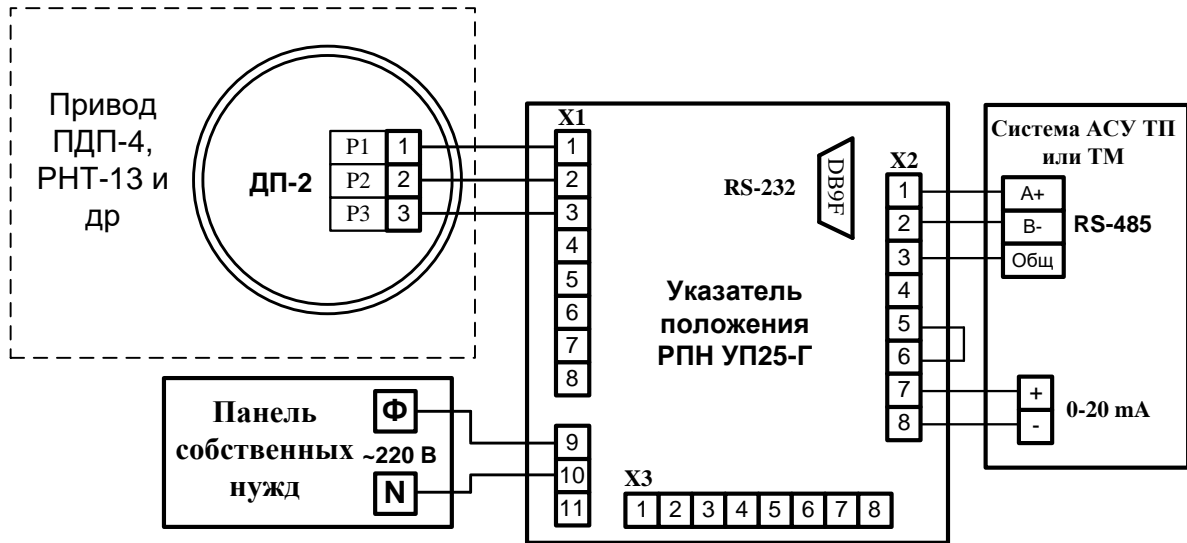 Привод
ПДП-4,
РНТ-13 и
др
ДП-2
P1 1
P2 2
P3 3
X1
1
2
3
4
5
6
7
8
9
10
11
RS-232
DB9F
Указатель
положения
РПН УП25-Г
X2
1
2
3
4
5
6
7
8
X3
1 2 3 4 5 6 7 8
Система АСУ ТП
или ТМ
A+
B-
Общ
RS-485
+
-
0-20 mA
Панель
собственных
нужд
Ф
~220 В
N